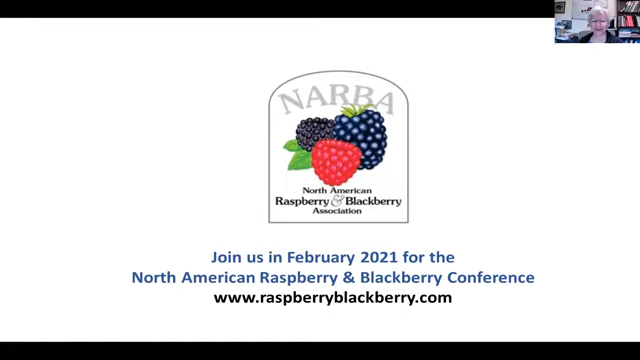 NARBA
North American
Raspberry & Blackberry
Association
Join us in February 2021 for the
North American Raspberry & Blackberry Conference
www.raspberryblackberry.com